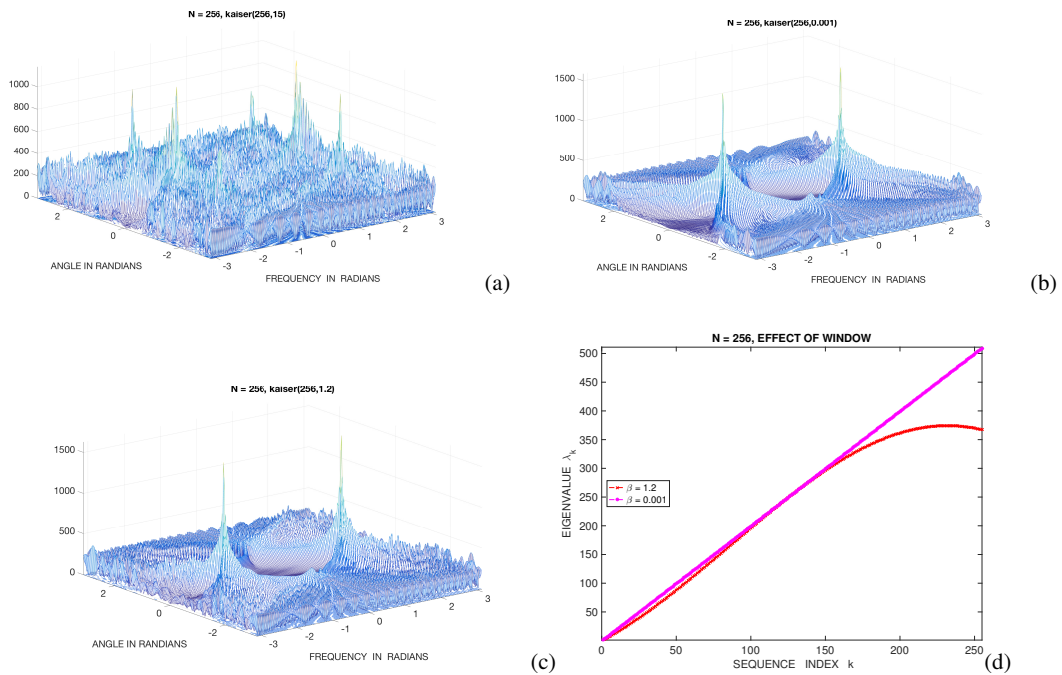 N = 256, kaiser(256,15)
1000
800
600
400
200
0
2
0
-2
-3
-2
-1
0
1
2
3
ANGLE IN RANDIANS
FREQUENCY IN RADIANS
(a)
N = 256, kaiser(256,0.001)
1500
1000
500
0
2
0
-2
-3
-2
-1
0
1
2
3
ANGLE IN RANDIANS
FREQUENCY IN RADIANS
(b)
N = 256, kaiser(256,1.2)
1500
1000
500
0
2
0
-2
-3
-2
-1
0
1
2
3
ANGLE IN RANDIANS
FREQUENCY IN RADIANS
(c)
N = 256, EFFECT OF WINDOW
500
450
400
350
300
250
200
150
100
50
EIGENVALUE λk
β = 1.2
β = 0.001
0 50 100 150 200 250
SEQUENCE INDEX k
(d)